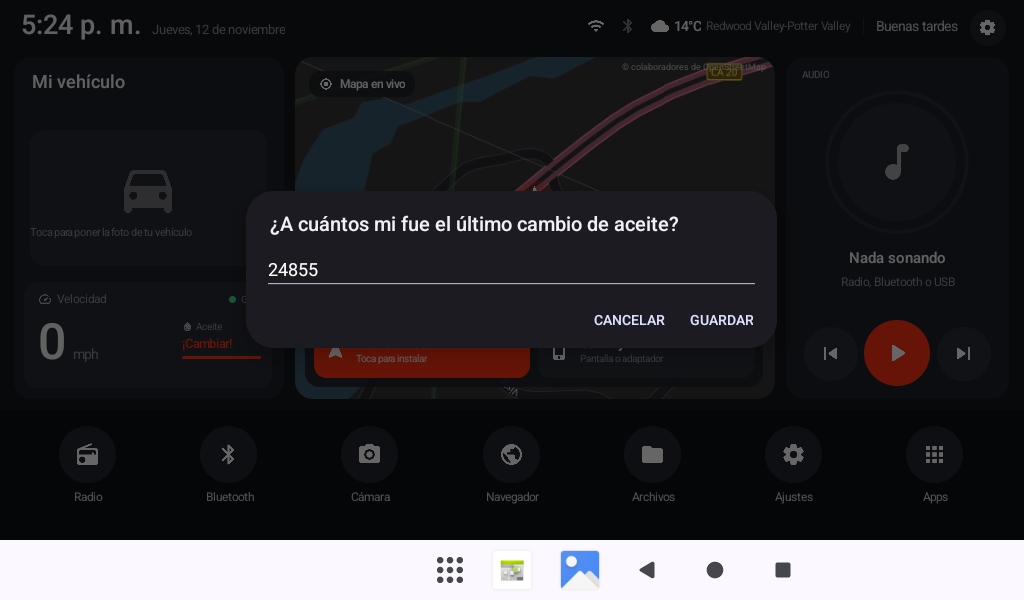 5:24 p. m.
Jueves, 12 de noviembre
14°C Redwood Valley-Potter Valley
Buenas tardes
Mi vehículo
Toca para poner la foto de tu vehículo
Velocidad
0 mph
Aceite
¡Cambiar!
Mapa en vivo
© colaboradores de OpenStreetMap
CA 20
¿A cuántos mi fue el último cambio de aceite?
24855
CANCELAR
GUARDAR
Toca para instalar
Pantalla o adaptador
AUDIO
Nada sonando
Radio, Bluetooth o USB
Radio
Bluetooth
Cámara
Navegador
Archivos
Ajustes
Apps